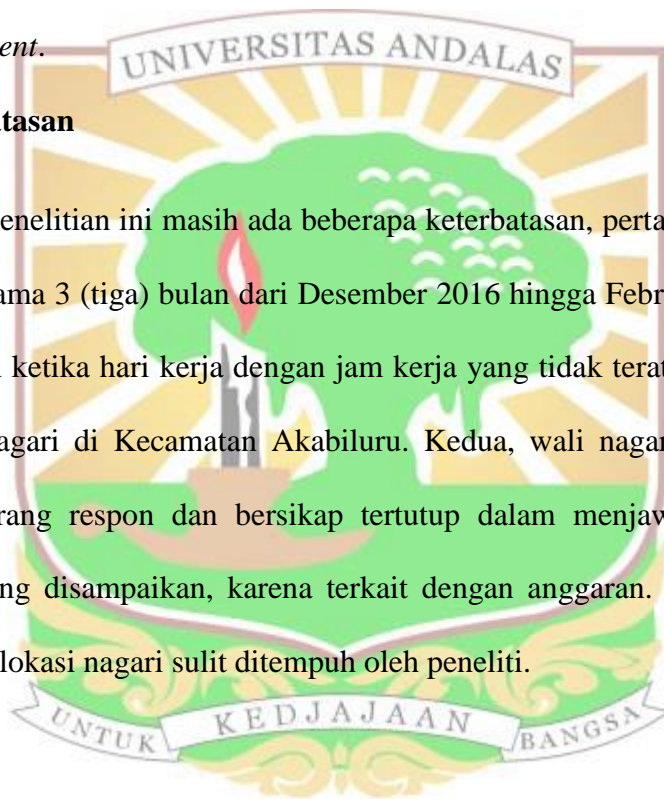 ent.
UNIVERSITAS ANDALAS
atasan
enelitian ini masih ada beberapa keterbatasan, perta
ama 3 (tiga) bulan dari Desember 2016 hingga Febr
ketika hari kerja dengan jam kerja yang tidak terat
agari di Kecamatan Akabiluru. Kedua, wali nagar
rang respon dan bersikap tertutup dalam menjaw
ng disampaikan, karena terkait dengan anggaran.
lokasi nagari sulit ditempuh oleh peneliti.
UNTUK KEDJAJAAN BANGSA